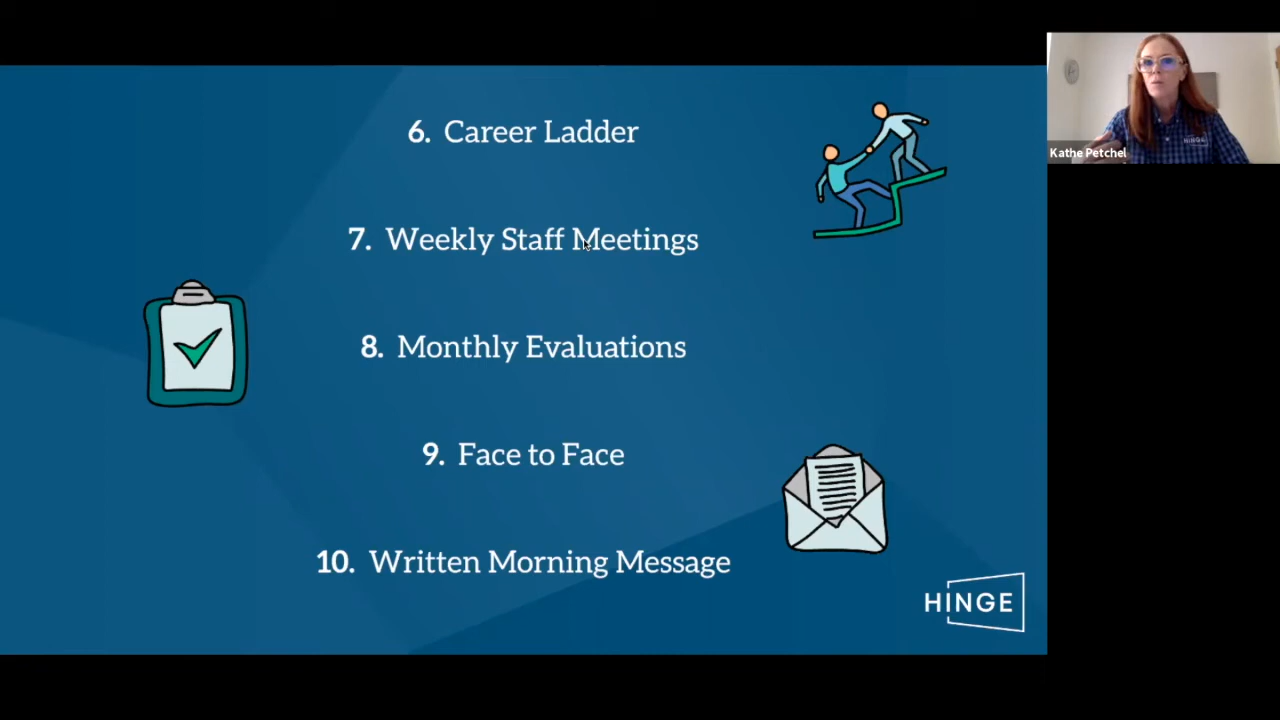 6. Career Ladder
7. Weekly Staff Meetings
8. Monthly Evaluations
9. Face to Face
10. Written Morning Message
HINGE
HINGE
Kathe Petchel